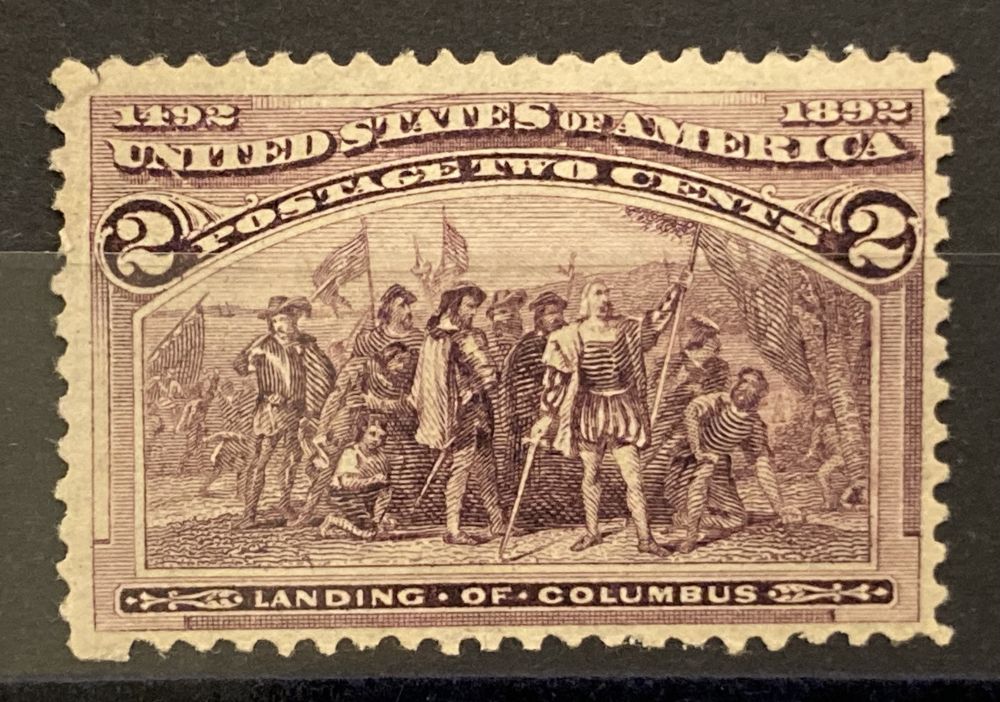 1492 1892
UNITED STATES OF AMERICA
POSTAGE TWO CENTS
2 2
LANDING · OF · COLUMBUS